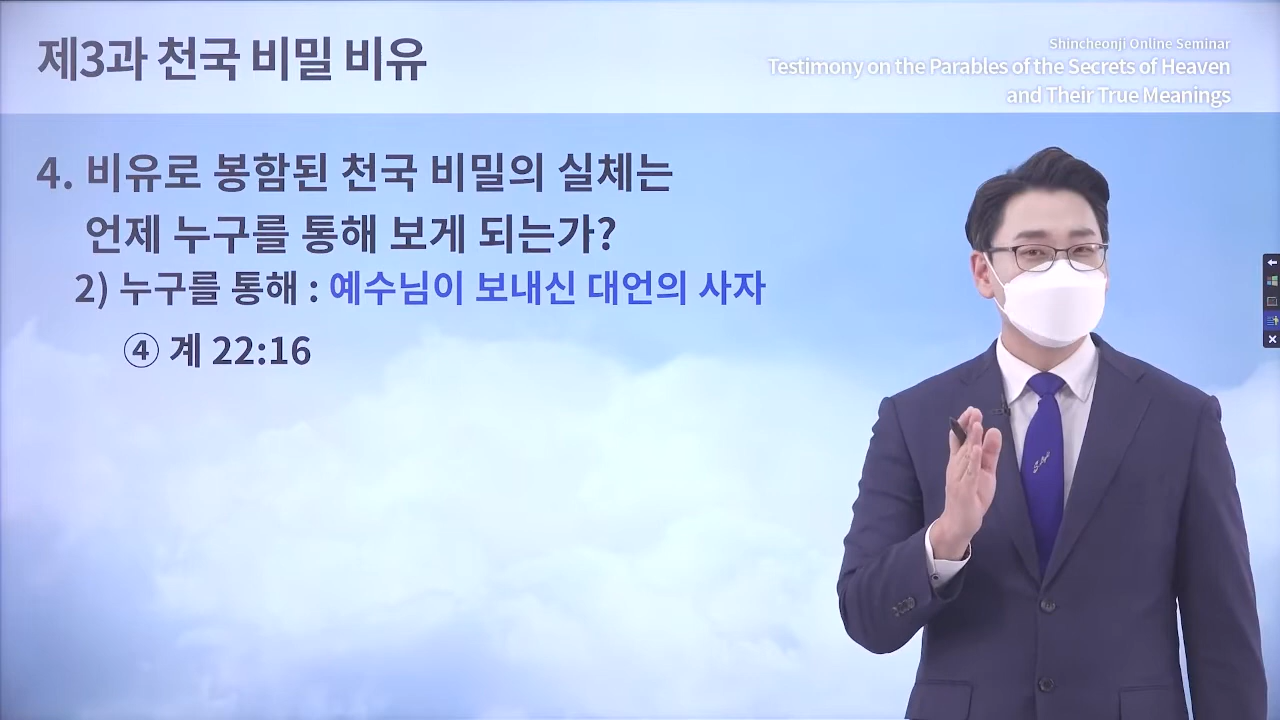 제3과 천국 비밀 비유
Shincheonji Online Seminar
Testimony on the Parables of the Secrets of Heaven
and Their True Meanings
4. 비유로 봉함된 천국 비밀의 실체는
언제 누구를 통해 보게 되는가?
2) 누구를 통해 : 예수님이 보내신 대언의 사자
④ 계 22:16